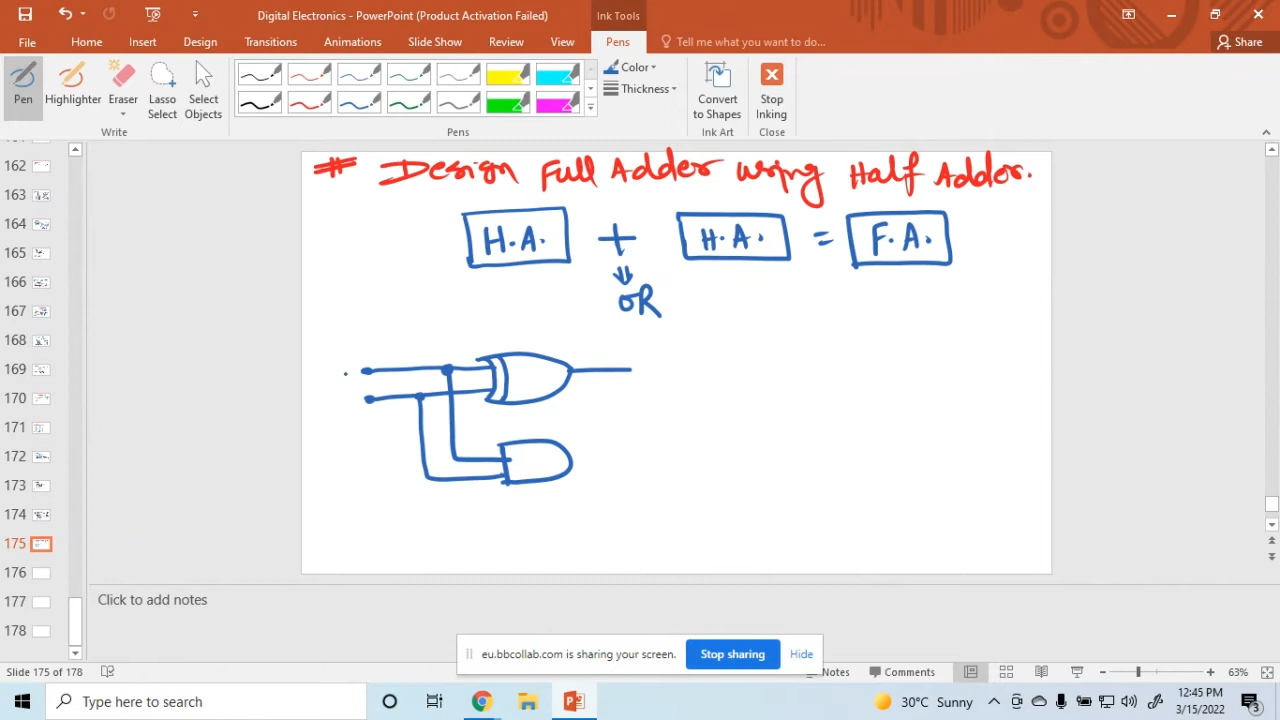 Digital Electronics - PowerPoint (Product Activation Failed)
Ink Tools
File Home Insert Design Transitions Animations Slide Show Review View Pens Tell me what you want to do... Share
Pen Highlighter Eraser Lasso Select Select Objects
Color
Thickness
Convert to Shapes
Stop Inking
Write Pens Ink Art Close
162
163
164
165
166
167
168
169
170
171
172
173
174
175
176
177
178
# Design Full Adder using Half Adder.
H.A. + H.A. = F.A.
OR
Click to add notes
eu.bbcollab.com is sharing your screen. Stop sharing Hide
Slide 175 of 178 Notes Comments 63%
Type here to search
30°C Sunny
12:45 PM
3/15/2022
3